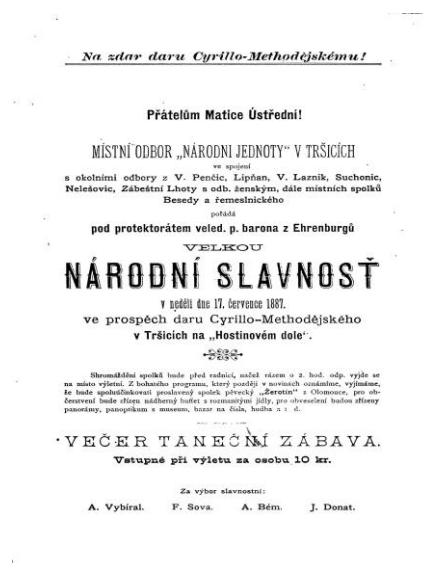 Na zdar daru Cyrillo-Methodějskému!
Přátelům Matice Ústřední!
MÍSTNÍ ODBOR „NÁRODNI JEDNOTY“ V TRŠICÍCH
ve spojení
s okolními odbory z V. Penčic, Lipňan, V. Lazník, Suchonic,
Nelešovic, Zábeštní Lhoty s odb. ženským, dále místních spolků
Besedy a řemeslnického
pořádá
pod protektorátem veled. p. barona z Ehrenburgů
VELKOU
NÁRODNÍ SLAVNOSŤ
v neděli dne 17. července 1887.
ve prospěch daru Cyrillo-Methodějského
v Tršicích na „Hostinovém dole“.
Shromáždění spolků bude před radnicí, načež rázem o 2. hod. odp. vyjde se
na místo výletní. Z bohatého programu, který později v novinách oznámíme, vyjímáme,
že bude spoluúčinkovati proslavený spolek pěvecký „Žerotín“ z Olomouce, pro ob-
čerstvení bude zřízen nádherný buffet s rozmanitými jídly, pro obveselení budou zřízeny
panorámy, panoptikum s museum, bazar na čísla, hudba a t. d.
VEČER TANEČNÍ ZÁBAVA.
Vstupné při výletu za osobu 10 kr.
Za výbor slavnostní:
A. Vybíral. F. Sova. A. Bém. J. Donat.